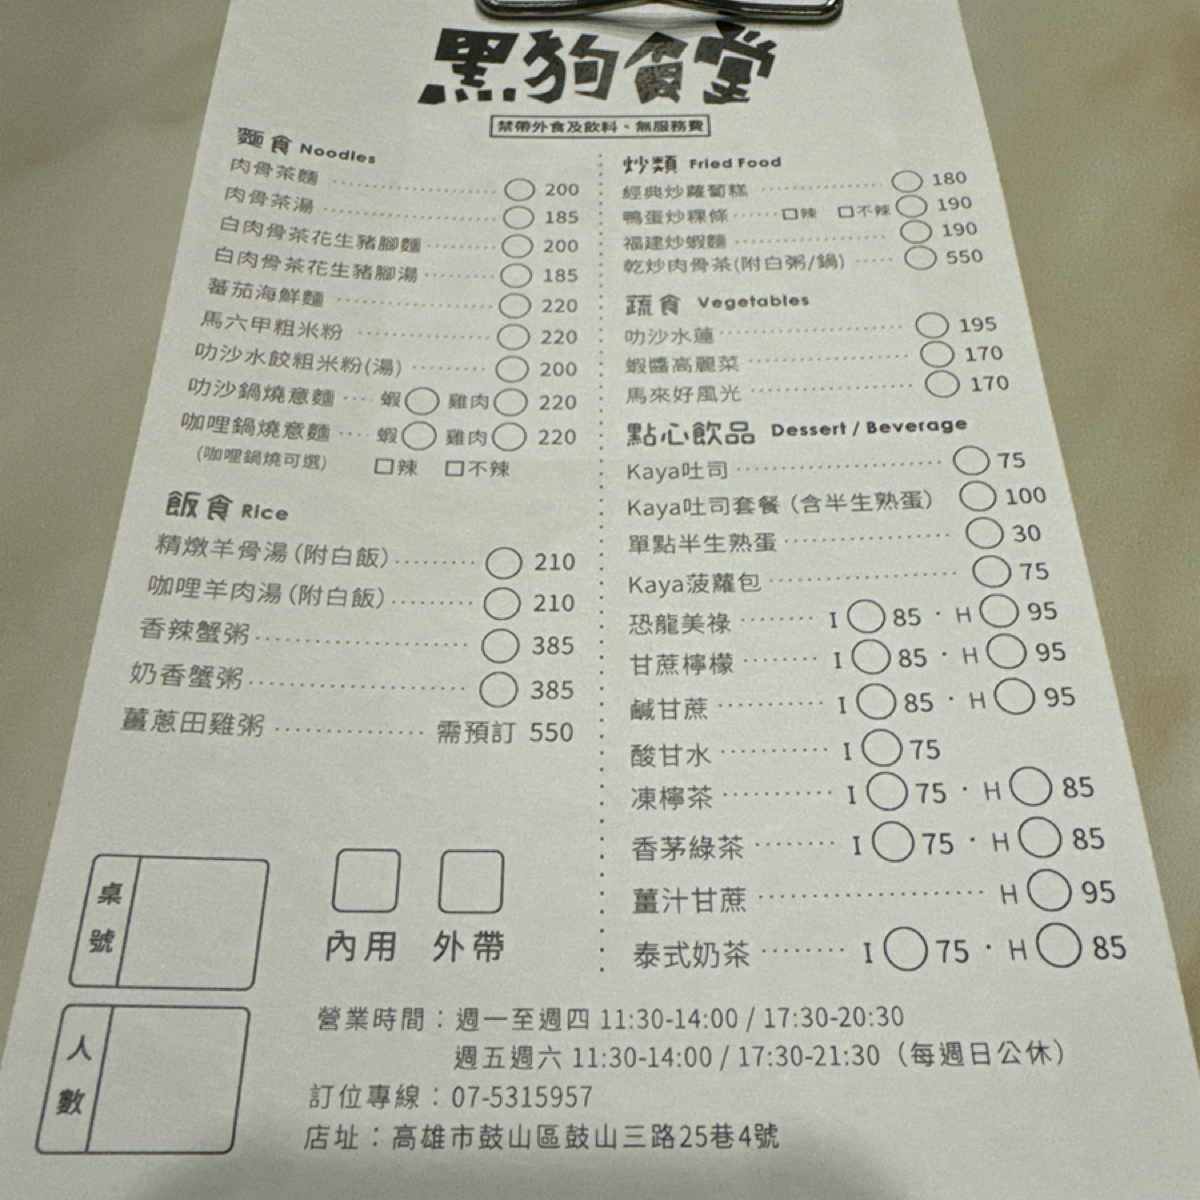 黑狗食堂
禁帶外食及飲料、無服務費
麵食 Noodles
肉骨茶麵 200
肉骨茶湯 185
白肉骨茶花生豬腳麵 200
白肉骨茶花生豬腳湯 185
蕃茄海鮮麵 220
馬六甲粗米粉 220
叻沙水餃粗米粉(湯) 200
叻沙鍋燒意麵 蝦 雞肉 220
咖哩鍋燒意麵 蝦 雞肉 220
(咖哩鍋燒可選) 辣 不辣
飯食 Rice
精燉羊骨湯(附白飯) 210
咖哩羊肉湯(附白飯) 210
香辣蟹粥 385
奶香蟹粥 385
薑蔥田雞粥 需預訂 550
炒類 Fried Food
經典炒蘿蔔糕 180
鴨蛋炒粿條 辣 不辣 190
福建炒蝦麵 190
乾炒肉骨茶(附白粥/鍋) 550
蔬食 Vegetables
叻沙水蓮 195
蝦醬高麗菜 170
馬來好風光 170
點心飲品 Dessert / Beverage
Kaya吐司 75
Kaya吐司套餐(含半生熟蛋) 100
單點半生熟蛋 30
Kaya菠蘿包 75
恐龍美祿 I 85 · H 95
甘蔗檸檬 I 85 · H 95
鹹甘蔗 I 85 · H 95
酸甘水 I 75
凍檸茶 I 75 · H 85
香茅綠茶 I 75 · H 85
薑汁甘蔗 H 95
泰式奶茶 I 75 · H 85
桌號
內用 外帶
人數
營業時間：週一至週四 11:30-14:00 / 17:30-20:30
週五週六 11:30-14:00 / 17:30-21:30（每週日公休）
訂位專線：07-5315957
店址：高雄市鼓山區鼓山三路25巷4號